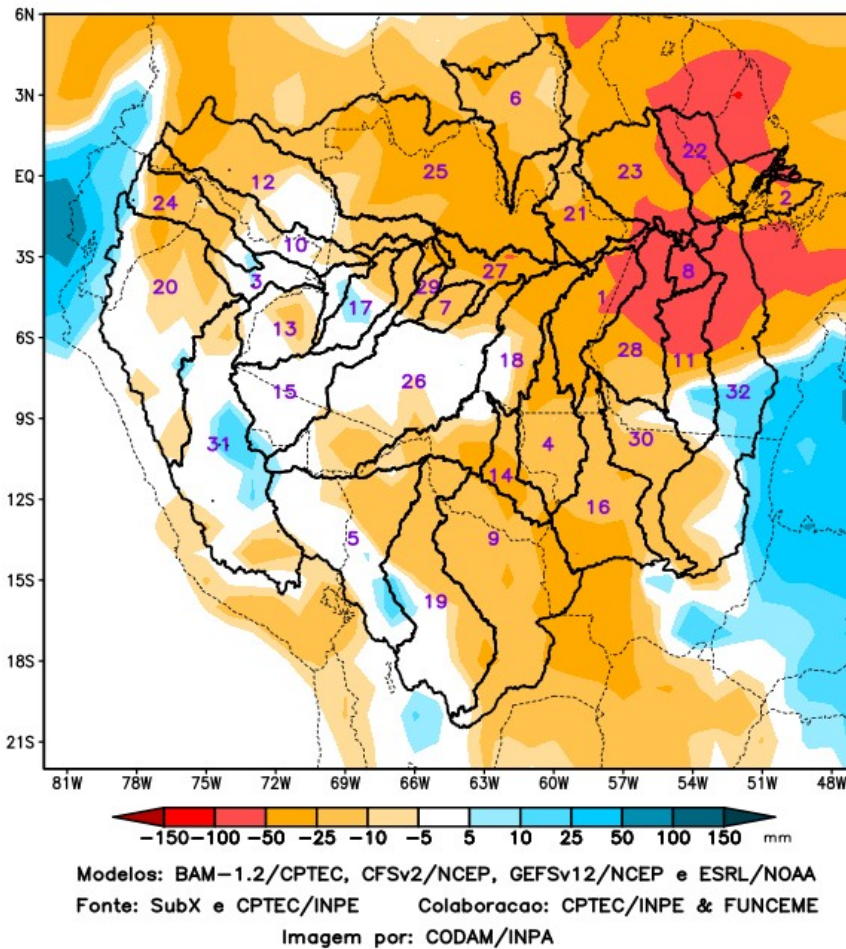 6N
3N
EQ
3S
6S
9S
12S
15S
18S
21S
6
22
25
23
12
24
21
2
10
3
27
8
20
29
1
17
7
13
28
11
18
26
15
32
31
30
4
14
16
5
9
19
81W 78W 75W 72W 69W 66W 63W 60W 57W 54W 51W 48W
−150 −100 −50 −25 −10 −5 5 10 25 50 100 150 mm
Modelos: BAM−1.2/CPTEC, CFSv2/NCEP, GEFSv12/NCEP e ESRL/NOAA
Fonte: SubX e CPTEC/INPE Colaboracao: CPTEC/INPE & FUNCEME
Imagem por: CODAM/INPA